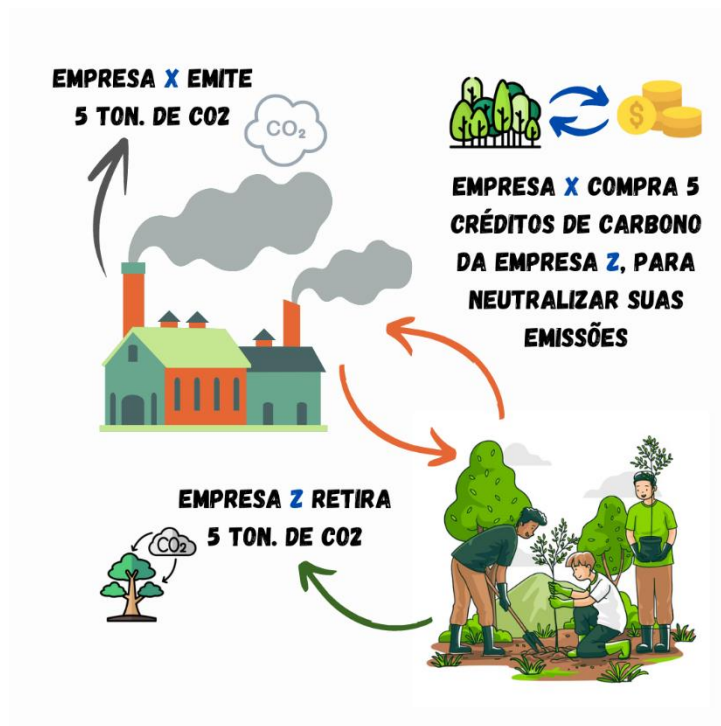 EMPRESA X EMITE
5 TON. DE CO2
CO₂
$
EMPRESA X COMPRA 5
CRÉDITOS DE CARBONO
DA EMPRESA Z, PARA
NEUTRALIZAR SUAS
EMISSÕES
EMPRESA Z RETIRA
5 TON. DE CO2
CO₂